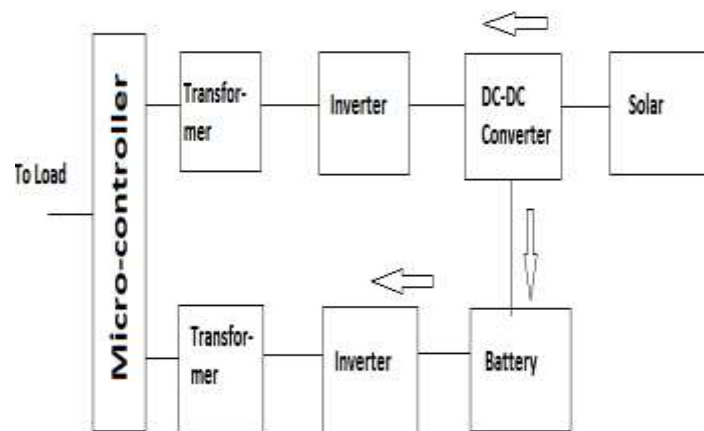 To Load
Micro-controller
Transfor-
mer
Inverter
DC-DC
Converter
Solar
Transfor-
mer
Inverter
Battery